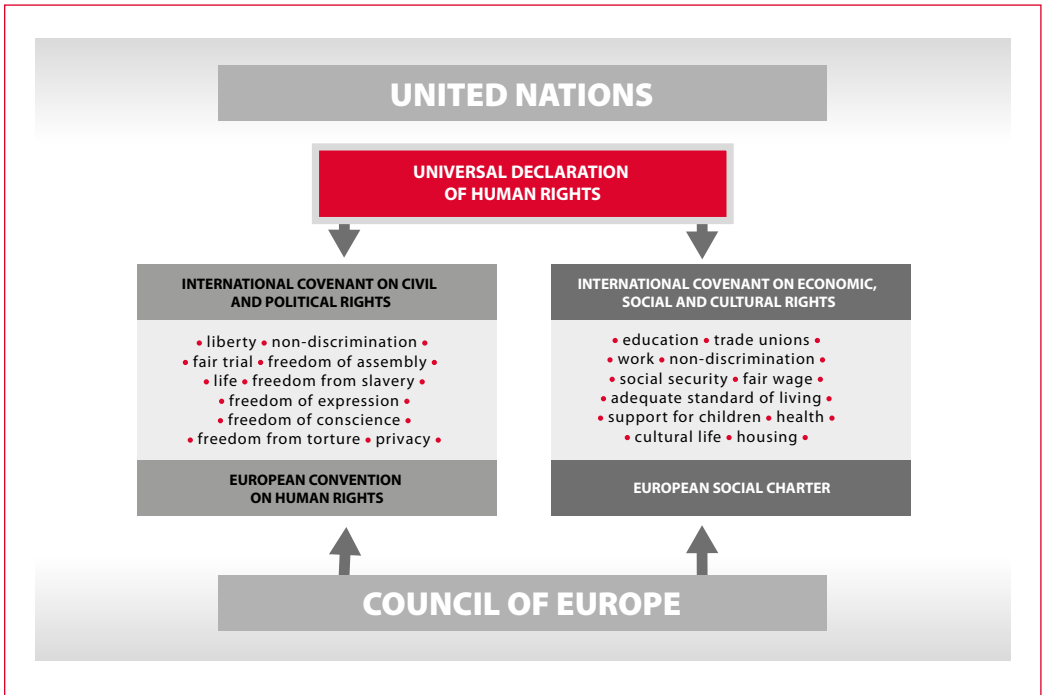 UNITED NATIONS
UNIVERSAL DECLARATION
OF HUMAN RIGHTS
INTERNATIONAL COVENANT ON CIVIL
AND POLITICAL RIGHTS
• liberty • non-discrimination •
• fair trial • freedom of assembly •
• life • freedom from slavery •
• freedom of expression •
• freedom of conscience •
• freedom from torture • privacy •
EUROPEAN CONVENTION
ON HUMAN RIGHTS
INTERNATIONAL COVENANT ON ECONOMIC,
SOCIAL AND CULTURAL RIGHTS
• education • trade unions •
• work • non-discrimination •
• social security • fair wage •
• adequate standard of living •
• support for children • health •
• cultural life • housing •
EUROPEAN SOCIAL CHARTER
COUNCIL OF EUROPE